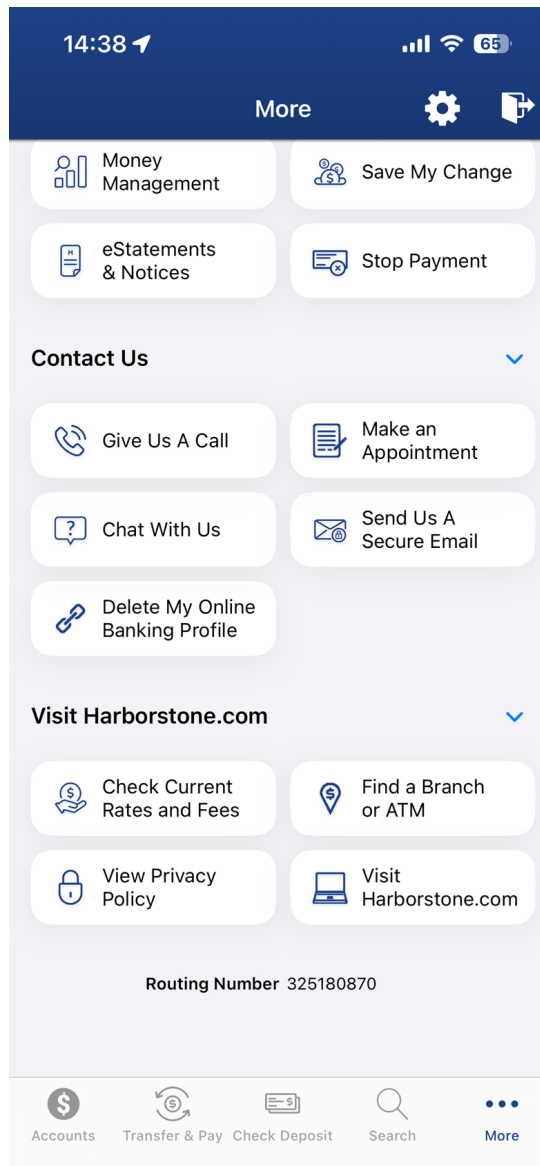 14:38
65
More
Money
Management
Save My Change
eStatements
& Notices
Stop Payment
Contact Us
Give Us A Call
Make an
Appointment
Chat With Us
Send Us A
Secure Email
Delete My Online
Banking Profile
Visit Harborstone.com
Check Current
Rates and Fees
Find a Branch
or ATM
View Privacy
Policy
Visit
Harborstone.com
Routing Number 325180870
Accounts
Transfer & Pay
Check Deposit
Search
More